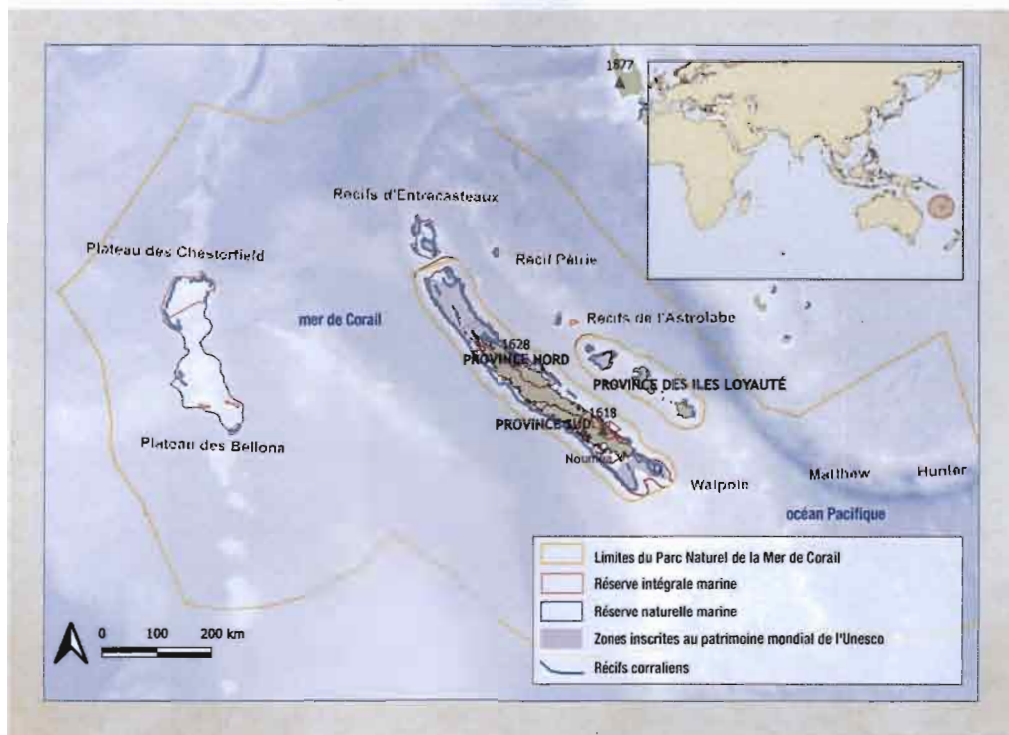 1877
Récifs d'Entrecasteaux
Plateau des Chesterfield
Récif Pétrie
mer de Corail
Récifs de l'Astrolabe
1628
PROVINCE NORD
PROVINCE DES ILES LOYAUTÉ
1618
PROVINCE SUD
Plateau des Bellona
Nouméa
Walpole
Matthew
Hunter
océan Pacifique
Limites du Parc Naturel de la Mer de Corail
Réserve intégrale marine
Réserve naturelle marine
Zones inscrites au patrimoine mondial de l'Unesco
Récifs corraliens
0 100 200 km